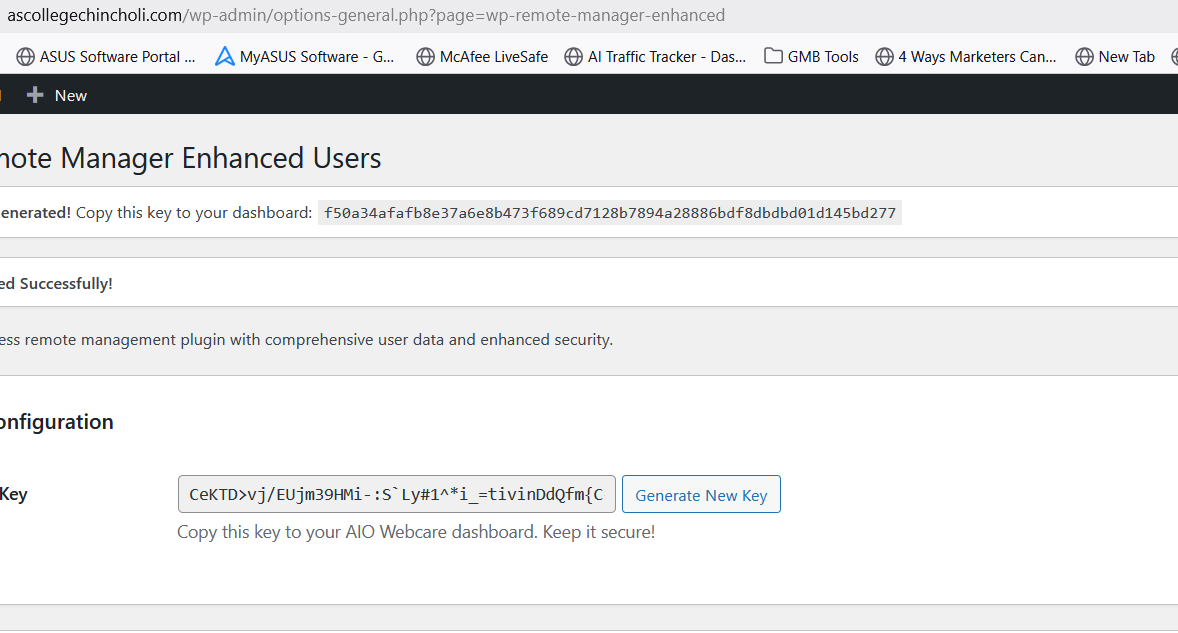 ascollegechincholi.com/wp-admin/options-general.php?page=wp-remote-manager-enhanced
ASUS Software Portal ... MyASUS Software - G... McAfee LiveSafe AI Traffic Tracker - Das... GMB Tools 4 Ways Marketers Can... New Tab
New
note Manager Enhanced Users
enerated! Copy this key to your dashboard: f50a34afafb8e37a6e8b473f689cd7128b7894a28886bdf8dbdbd01d145bd277
ed Successfully!
ess remote management plugin with comprehensive user data and enhanced security.
onfiguration
Key CeKTD>vj/EUjm39HMi-:S`Ly#1^*i_=tivinDdQfm{C Generate New Key
Copy this key to your AIO Webcare dashboard. Keep it secure!